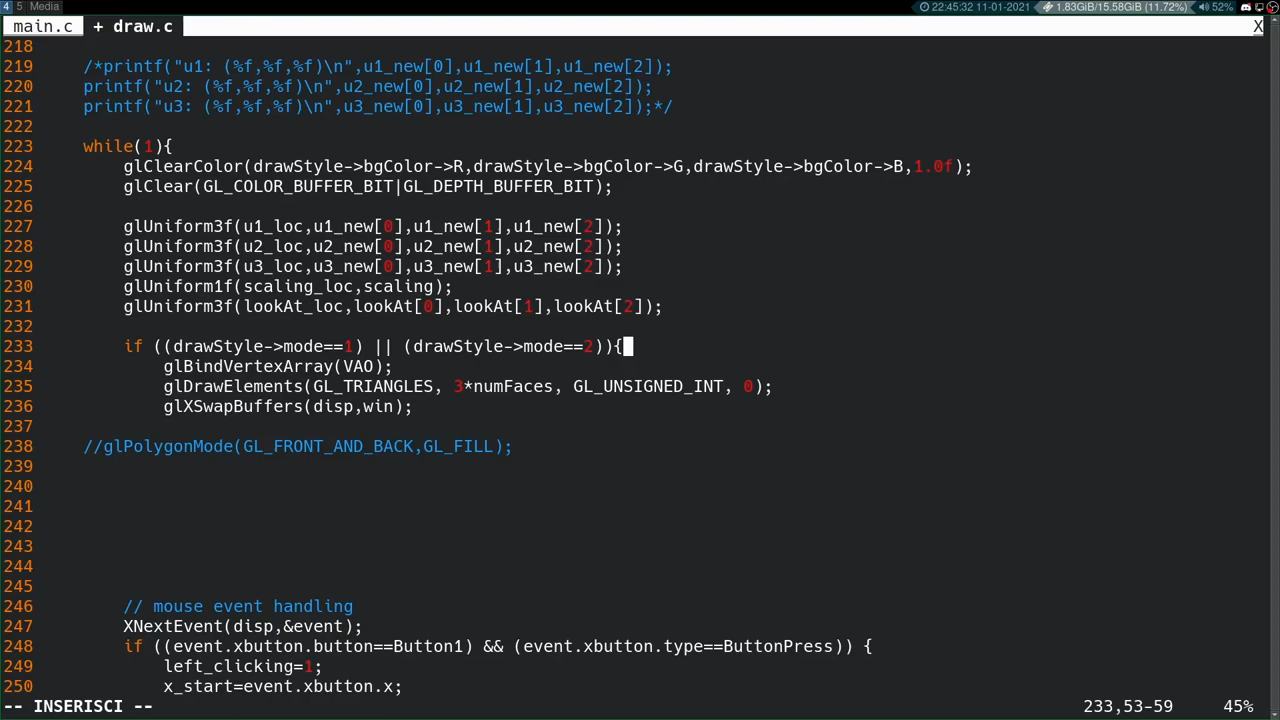 4 5 Media 22:45:32 11-01-2021 1.83GiB/15.58GiB (11.72%) 52%
main.c + draw.c X
218
219 /*printf("u1: (%f,%f,%f)\n",u1_new[0],u1_new[1],u1_new[2]);
220 printf("u2: (%f,%f,%f)\n",u2_new[0],u2_new[1],u2_new[2]);
221 printf("u3: (%f,%f,%f)\n",u3_new[0],u3_new[1],u3_new[2]);*/
222
223 while(1){
224 glClearColor(drawStyle->bgColor->R,drawStyle->bgColor->G,drawStyle->bgColor->B,1.0f);
225 glClear(GL_COLOR_BUFFER_BIT|GL_DEPTH_BUFFER_BIT);
226
227 glUniform3f(u1_loc,u1_new[0],u1_new[1],u1_new[2]);
228 glUniform3f(u2_loc,u2_new[0],u2_new[1],u2_new[2]);
229 glUniform3f(u3_loc,u3_new[0],u3_new[1],u3_new[2]);
230 glUniform1f(scaling_loc,scaling);
231 glUniform3f(lookAt_loc,lookAt[0],lookAt[1],lookAt[2]);
232
233 if ((drawStyle->mode==1) || (drawStyle->mode==2)){
234 glBindVertexArray(VAO);
235 glDrawElements(GL_TRIANGLES, 3*numFaces, GL_UNSIGNED_INT, 0);
236 glXSwapBuffers(disp,win);
237
238 //glPolygonMode(GL_FRONT_AND_BACK,GL_FILL);
239
240
241
242
243
244
245
246 // mouse event handling
247 XNextEvent(disp,&event);
248 if ((event.xbutton.button==Button1) && (event.xbutton.type==ButtonPress)) {
249 left_clicking=1;
250 x_start=event.xbutton.x;
-- INSERISCI -- 233,53-59 45%